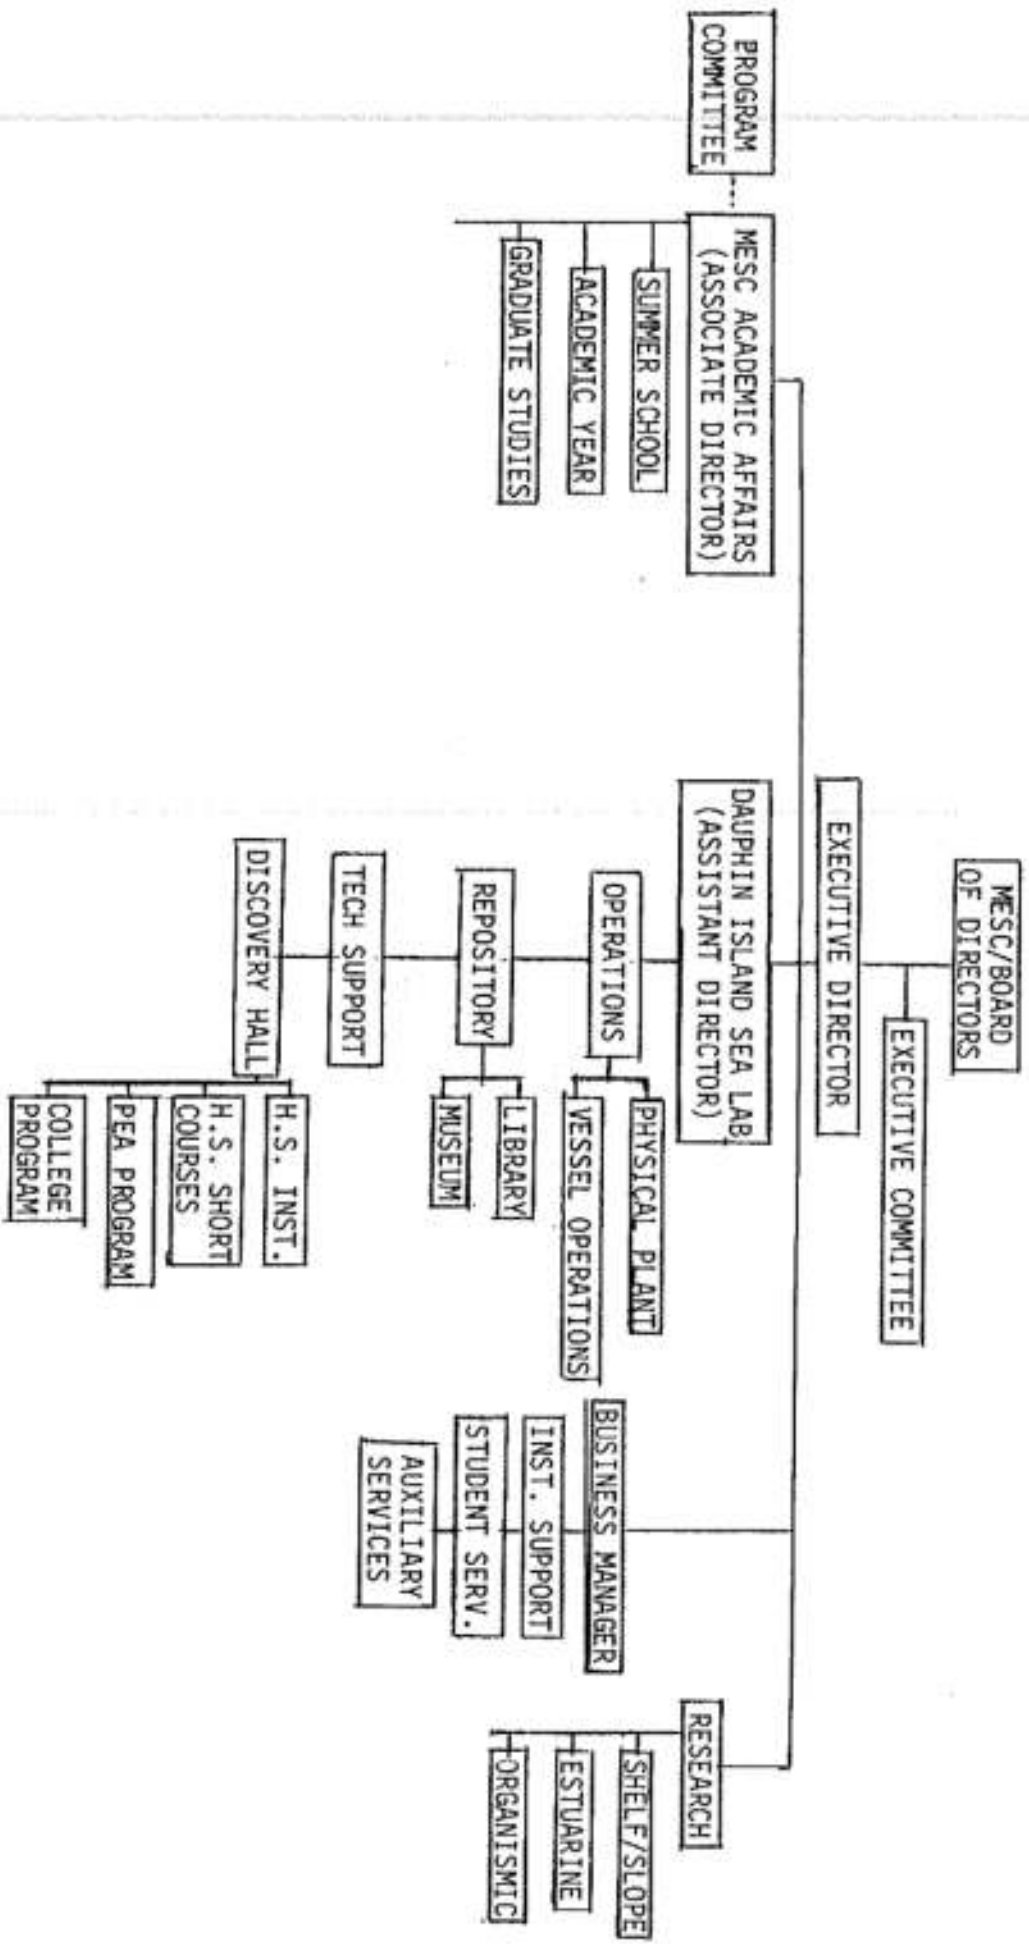 MESC/BOARD
OF DIRECTORS
EXECUTIVE COMMITTEE
EXECUTIVE DIRECTOR
PROGRAM
COMMITTEE
MESC ACADEMIC AFFAIRS
(ASSOCIATE DIRECTOR)
SUMMER SCHOOL
ACADEMIC YEAR
GRADUATE STUDIES
DAUPHIN ISLAND SEA LAB
(ASSISTANT DIRECTOR)
OPERATIONS
PHYSICAL PLANT
VESSEL OPERATIONS
REPOSITORY
LIBRARY
MUSEUM
TECH SUPPORT
DISCOVERY HALL
H.S. INST.
H.S. SHORT
COURSES
PEA PROGRAM
COLLEGE
PROGRAM
BUSINESS MANAGER
INST. SUPPORT
STUDENT SERV.
AUXILIARY
SERVICES
RESEARCH
SHELF/SLOPE
ESTUARINE
ORGANISMIC